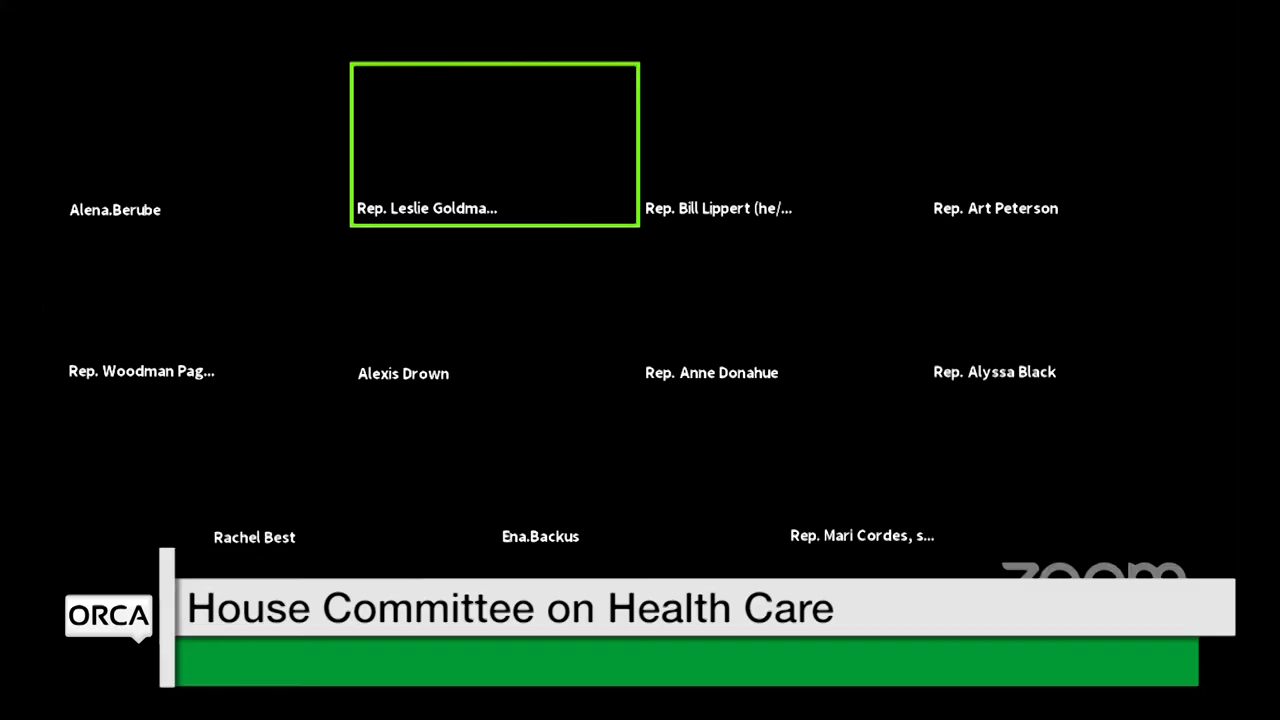 Alena.Berube
Rep. Leslie Goldma...
Rep. Bill Lippert (he/...
Rep. Art Peterson
Rep. Woodman Pag...
Alexis Drown
Rep. Anne Donahue
Rep. Alyssa Black
Rachel Best
Ena.Backus
Rep. Mari Cordes, s...
zoom
ORCA
House Committee on Health Care